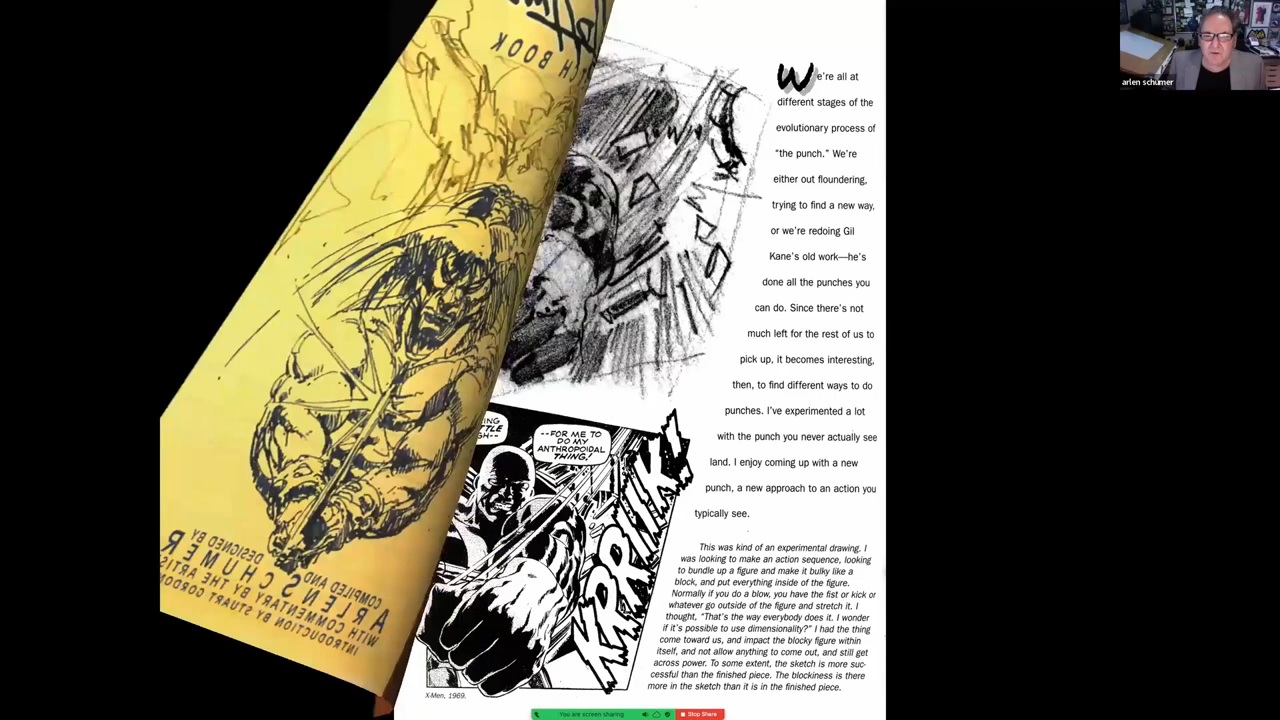 We're all at
different stages of the
evolutionary process of
“the punch.” We're
either out floundering,
trying to find a new way,
or we're redoing Gil
Kane's old work—he's
done all the punches you
can do. Since there's not
much left for the rest of us to
pick up, it becomes interesting,
then, to find different ways to do
punches. I've experimented a lot
with the punch you never actually see
land. I enjoy coming up with a new
punch, a new approach to an action you
typically see.
This was kind of an experimental drawing. I
was looking to make an action sequence, looking
to bundle up a figure and make it bulky like a
block, and put everything inside of the figure.
Normally if you do a blow, you have the fist or kick or
whatever go outside of the figure and stretch it. I
thought, “That's the way everybody does it. I wonder
if it's possible to use dimensionality?” I had the thing
come toward us, and impact the blocky figure within
itself, and not allow anything to come out, and still get
across power. To some extent, the sketch is more suc-
cessful than the finished piece. The blockiness is there
more in the sketch than it is in the finished piece.
--FOR ME TO
DO MY
ANTHROPOIDAL
THING!
X-Men, 1969.
BOOK
COMPILED AND DESIGNED BY
ARLEN SCHUMER
WITH COMMENTARY BY THE ARTIST
INTRODUCTION BY STUART GORDON
arlen schumer
You are screen sharing
Stop Share